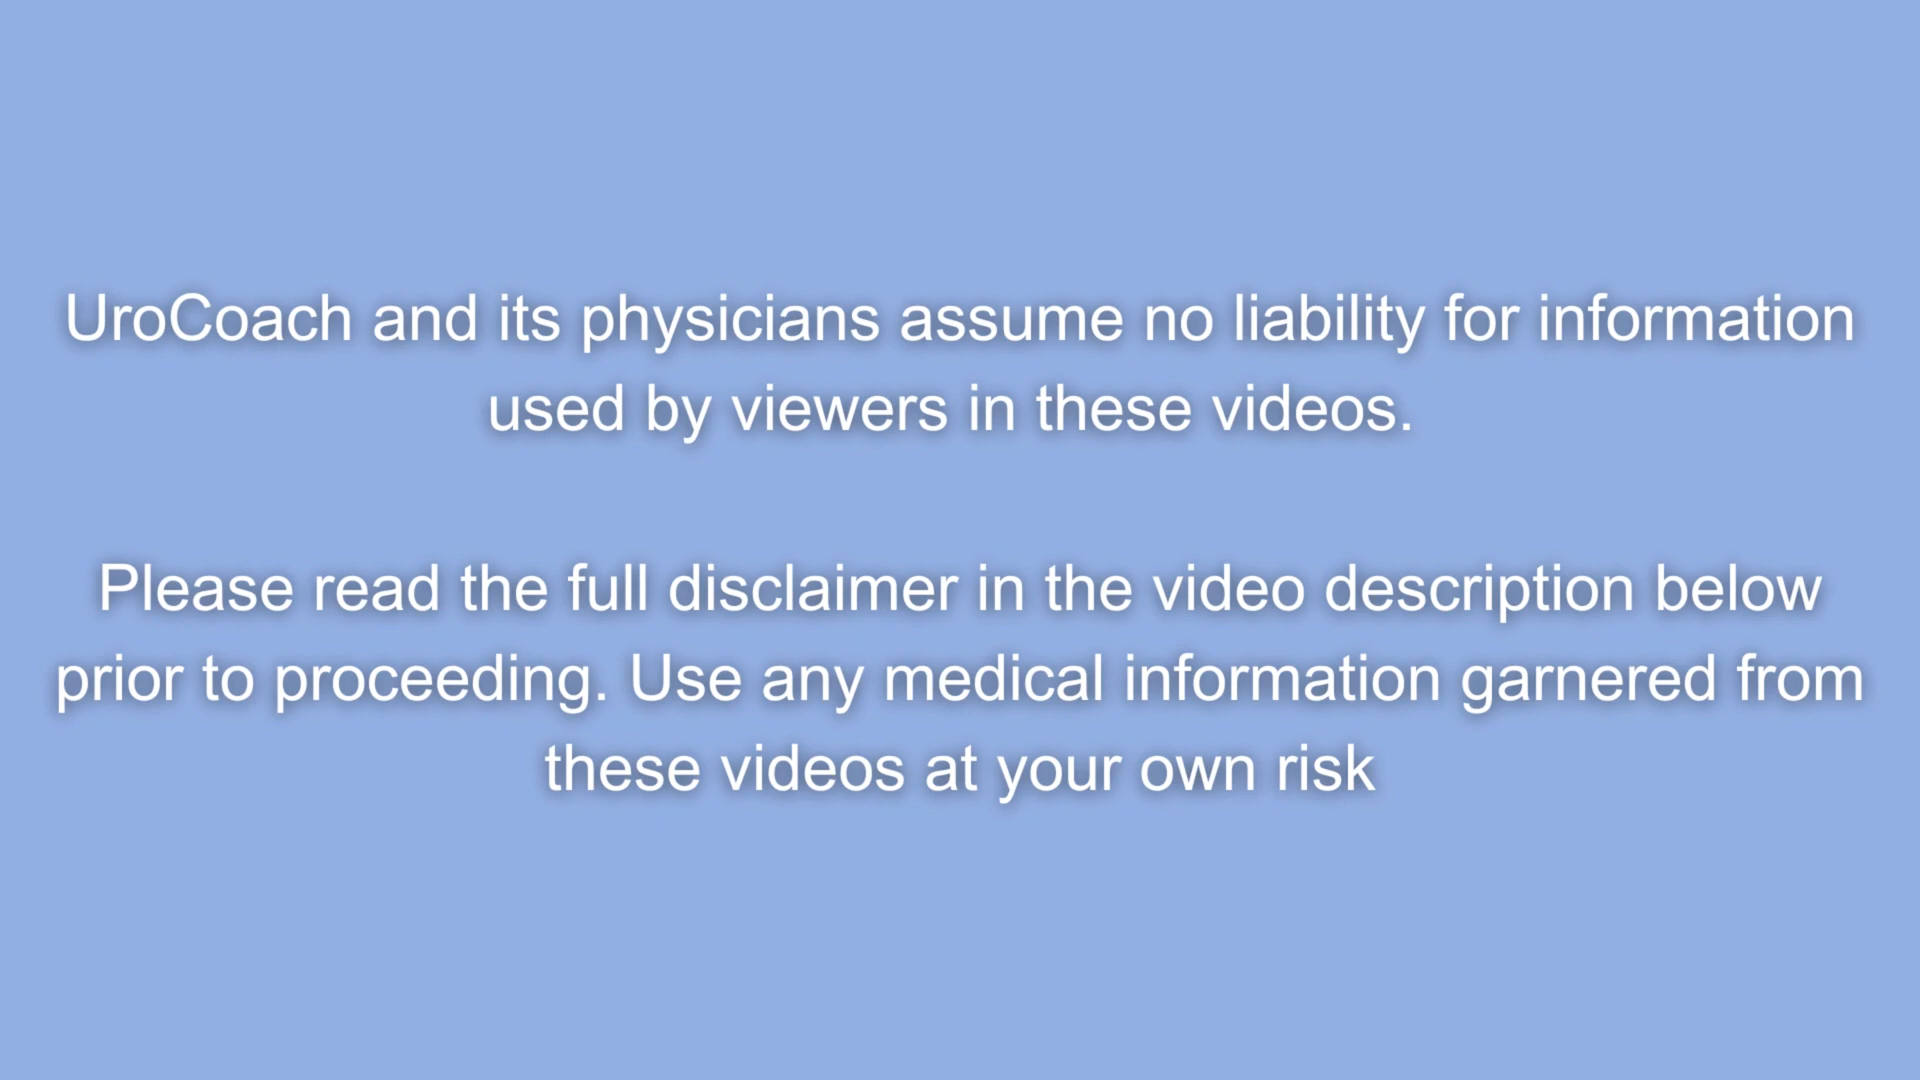 UroCoach and its physicians assume no liability for information
used by viewers in these videos.
Please read the full disclaimer in the video description below
prior to proceeding. Use any medical information garnered from
these videos at your own risk